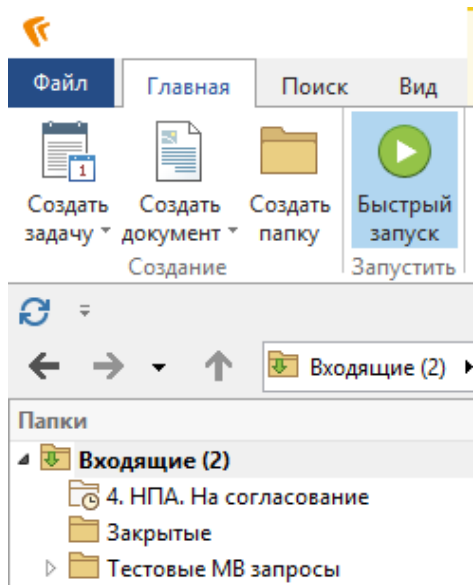 Файл Главная Поиск Вид
1
Создать Создать Создать Быстрый
задачу документ папку запуск
Создание Запустить
Входящие (2)
Папки
Входящие (2)
4. НПА. На согласование
Закрытые
Тестовые МВ запросы